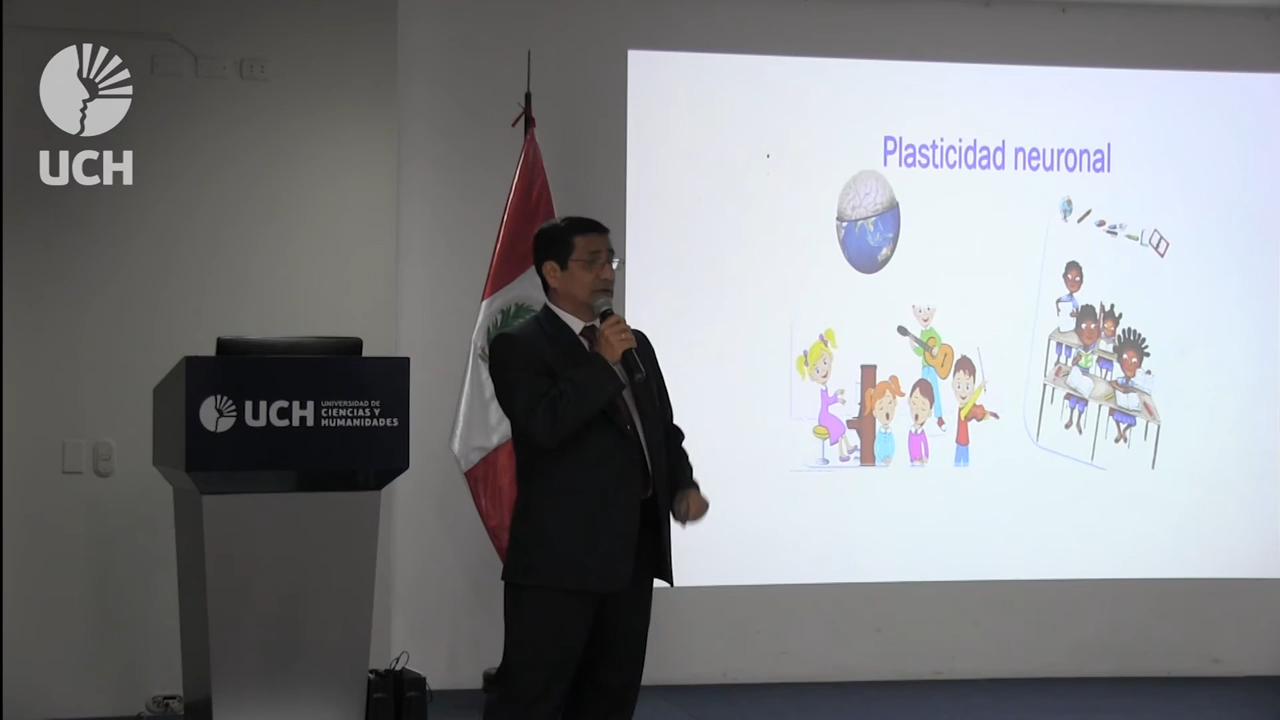 UCH
Plasticidad neuronal
UCH
UNIVERSIDAD DE
CIENCIAS Y
HUMANIDADES